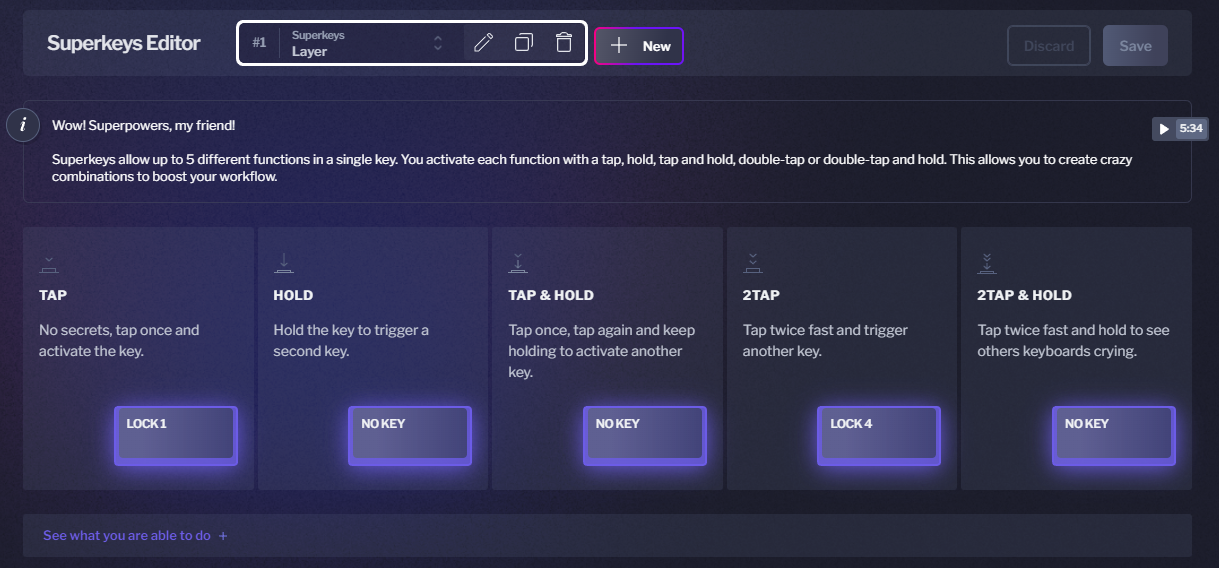 Superkeys Editor
#1
Superkeys
Layer
New
Discard
Save
i
Wow! Superpowers, my friend!
5:34
Superkeys allow up to 5 different functions in a single key. You activate each function with a tap, hold, tap and hold, double-tap or double-tap and hold. This allows you to create crazy
combinations to boost your workflow.
TAP
No secrets, tap once and
activate the key.
LOCK 1
HOLD
Hold the key to trigger a
second key.
NO KEY
TAP & HOLD
Tap once, tap again and keep
holding to activate another
key.
NO KEY
2TAP
Tap twice fast and trigger
another key.
LOCK 4
2TAP & HOLD
Tap twice fast and hold to see
others keyboards crying.
NO KEY
See what you are able to do +